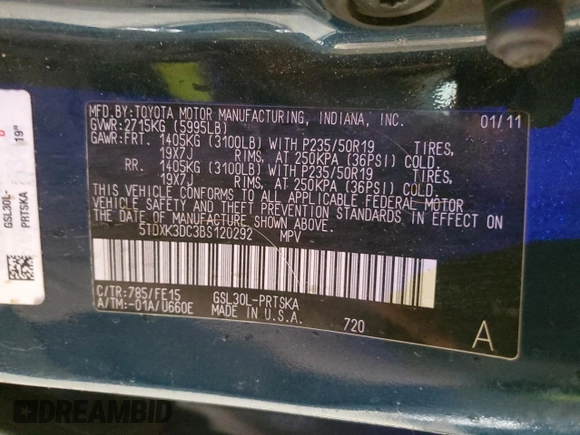 MFD.BY:TOYOTA MOTOR MANUFACTURING, INDIANA, INC. 01/11
GVWR:2715KG (5995LB)
GAWR:FRT. 1405KG (3100LB) WITH P235/50R19 TIRES,
19X7J RIMS, AT 250KPA (36PSI) COLD.
RR. 1405KG (3100LB) WITH P235/50R19 TIRES,
19X7J RIMS, AT 250KPA (36PSI) COLD.
THIS VEHICLE CONFORMS TO ALL APPLICABLE FEDERAL MOTOR
VEHICLE SAFETY AND THEFT PREVENTION STANDARDS IN EFFECT ON
THE DATE OF MANUFACTURE SHOWN ABOVE.
5TDXK3DC3BS120292 MPV
C/TR:785/FE15 GSL30L-PRTSKA
A/TM:-01A/U660E MADE IN U.S.A. 720
A
GSL30L-
PRTSKA
19"
DREAMBID